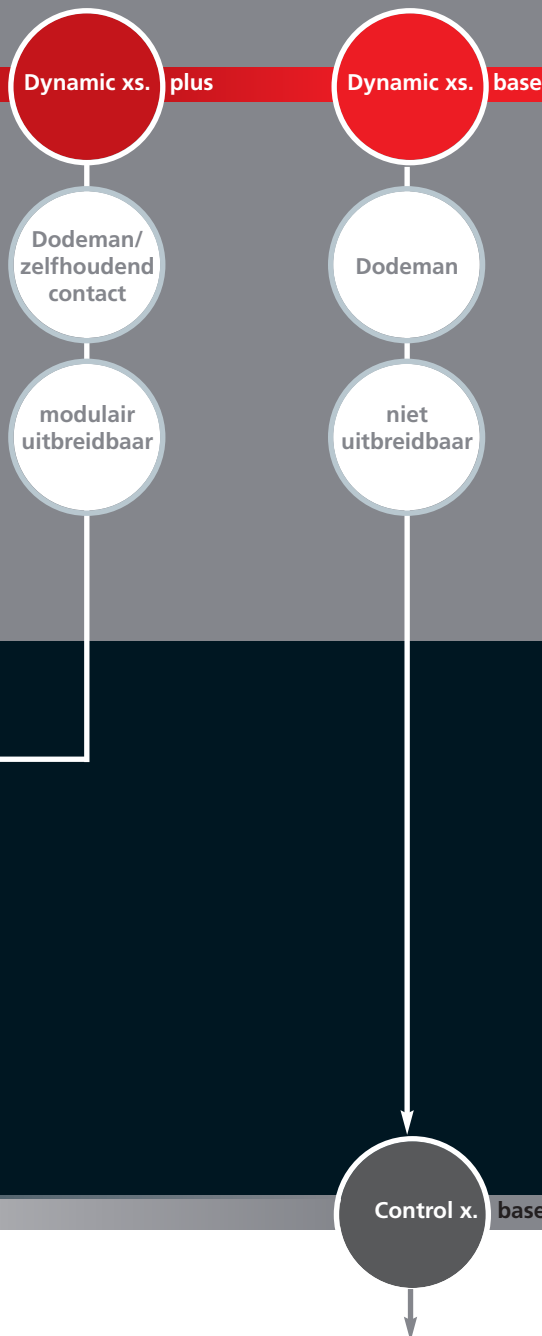 Dynamic xs. plus
Dynamic xs. base
Dodeman/
zelfhoudend
contact
Dodeman
modulair
uitbreidbaar
niet
uitbreidbaar
Control x. base